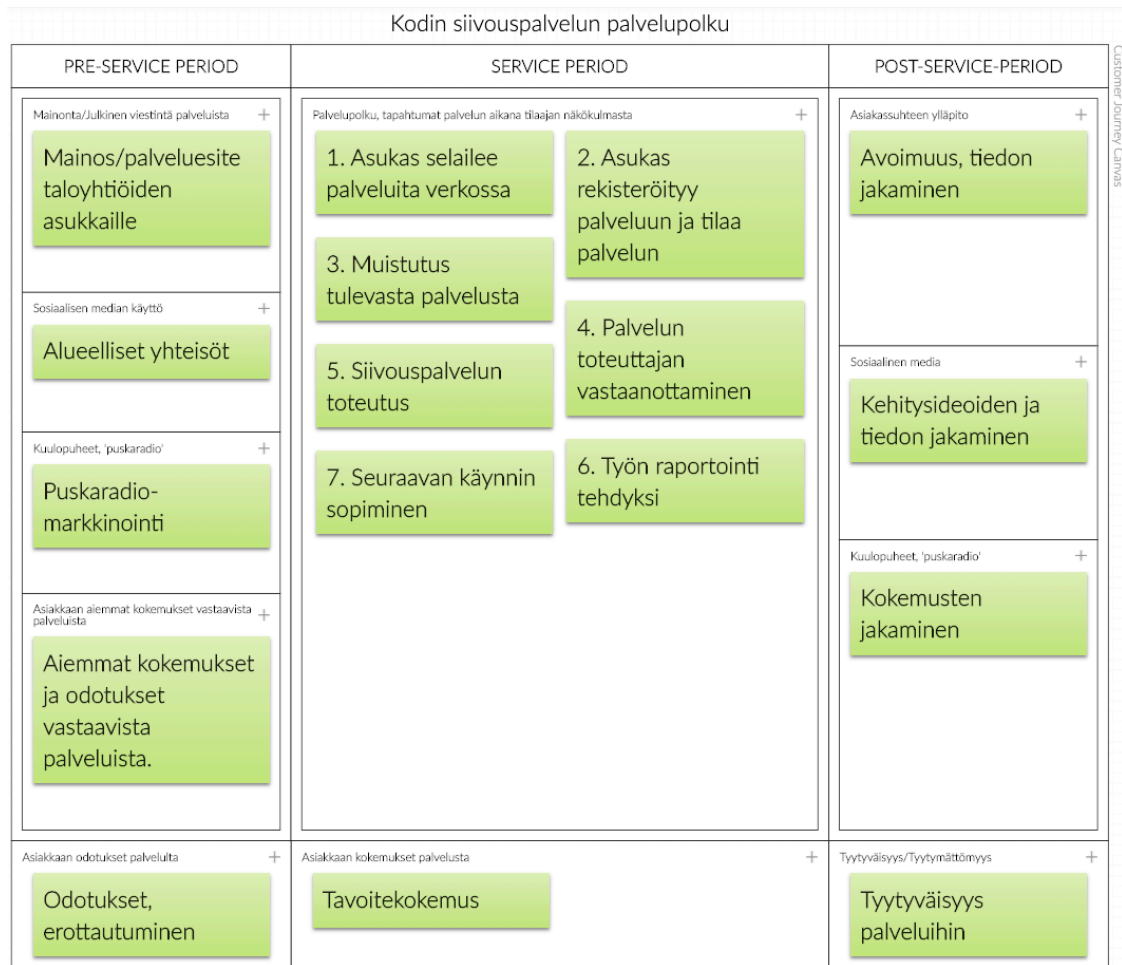 Kodin siivouspalvelun palvelupolku
PRE-SERVICE PERIOD
SERVICE PERIOD
POST-SERVICE-PERIOD
Customer Journey Canvas
Mainonta/Julkinen viestintä palveluista
Mainos/palveluesite
taloyhtiöiden
asukkaille
Sosiaalisen median käyttö
Alueelliset yhteisöt
Kuulopuheet, 'puskaradio'
Puskaradio-
markkinointi
Asiakkaan aiemmat kokemukset vastaavista
palveluista
Aiemmat kokemukset
ja odotukset
vastaavista
palveluista.
Palvelupolku, tapahtumat palvelun aikana tilaajan näkökulmasta
1. Asukas selailee
palveluita verkossa
2. Asukas
rekisteröityy
palveluun ja tilaa
palvelun
3. Muistutus
tulevasta palvelusta
4. Palvelun
toteuttajan
vastaanottaminen
5. Siivouspalvelun
toteutus
6. Työn raportointi
tehdyksi
7. Seuraavan käynnin
sopiminen
Asiakassuhteen ylläpito
Avoimuus, tiedon
jakaminen
Sosiaalinen media
Kehitysideoiden ja
tiedon jakaminen
Kuulopuheet, 'puskaradio'
Kokemusten
jakaminen
Asiakkaan odotukset palvelulta
Odotukset,
erottautuminen
Asiakkaan kokemukset palvelusta
Tavoitekokemus
Tyytyväisyys/Tyytymättömyys
Tyytyväisyys
palveluihin